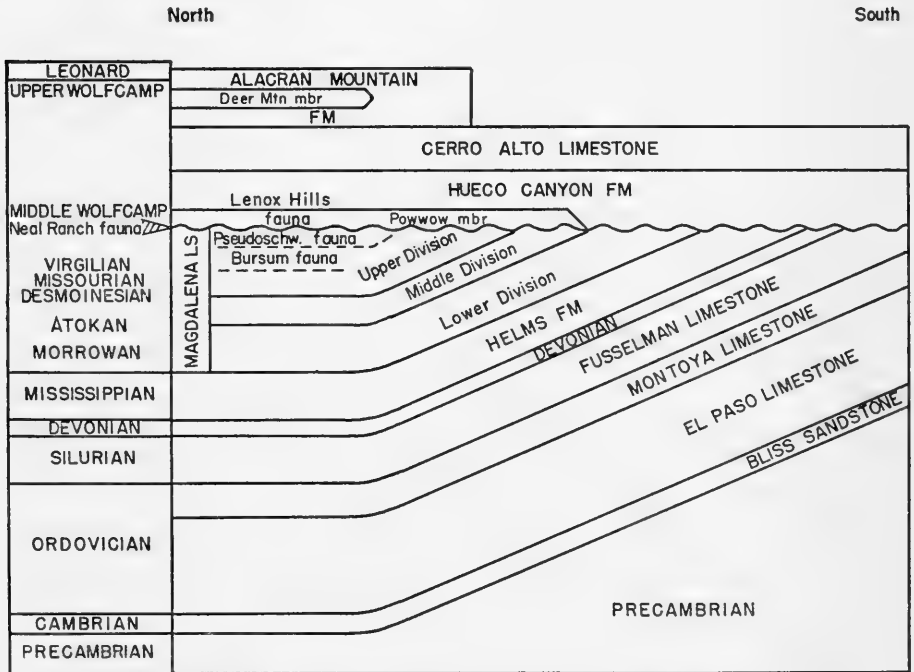 North
South
LEONARD
UPPER WOLFCAMP
ALACRAN MOUNTAIN
Deer Mtn mbr
FM
CERRO ALTO LIMESTONE
HUECO CANYON FM
MIDDLE WOLFCAMP
Neal Ranch fauna
Lenox Hills
fauna
Powwow mbr
Pseudoschw. fauna
Bursum fauna
MAGDALENA LS
Upper Division
Middle Division
Lower Division
VIRGILIAN
MISSOURIAN
DESMOINESIAN
ATOKAN
MORROWAN
HELMS FM
DEVONIAN
FUSSELMAN LIMESTONE
MONTOYA LIMESTONE
EL PASO LIMESTONE
BLISS SANDSTONE
MISSISSIPPIAN
DEVONIAN
SILURIAN
ORDOVICIAN
CAMBRIAN
PRECAMBRIAN
PRECAMBRIAN